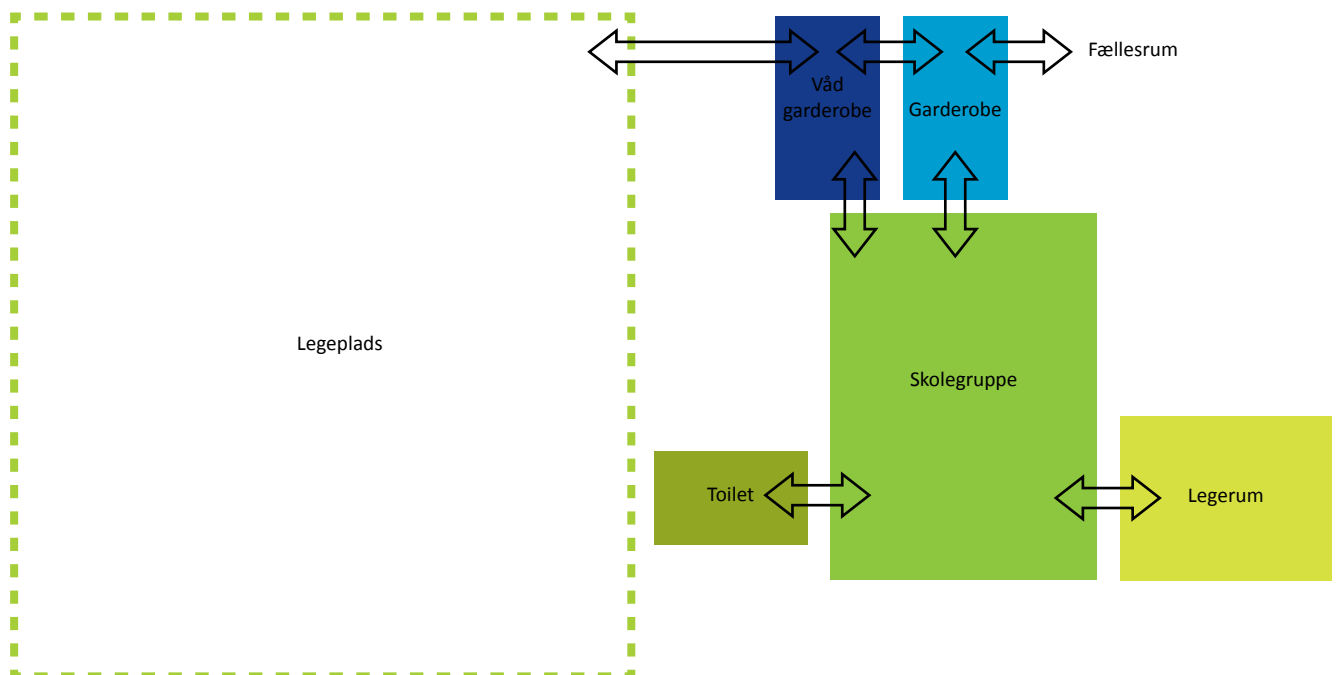 Fællesrum
Våd
garderobe
Garderobe
Legeplads
Skolegruppe
Toilet
Legerum